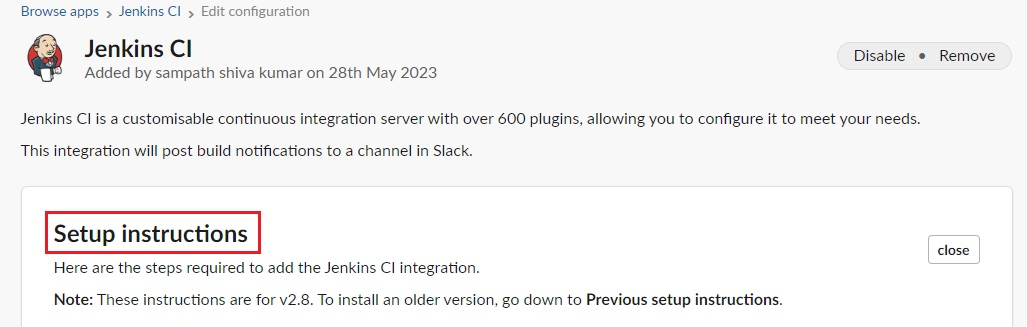 Browse apps > Jenkins CI > Edit configuration
Jenkins CI
Added by sampath shiva kumar on 28th May 2023
Disable • Remove
Jenkins CI is a customisable continuous integration server with over 600 plugins, allowing you to configure it to meet your needs.
This integration will post build notifications to a channel in Slack.
Setup instructions
close
Here are the steps required to add the Jenkins CI integration.
Note: These instructions are for v2.8. To install an older version, go down to Previous setup instructions.